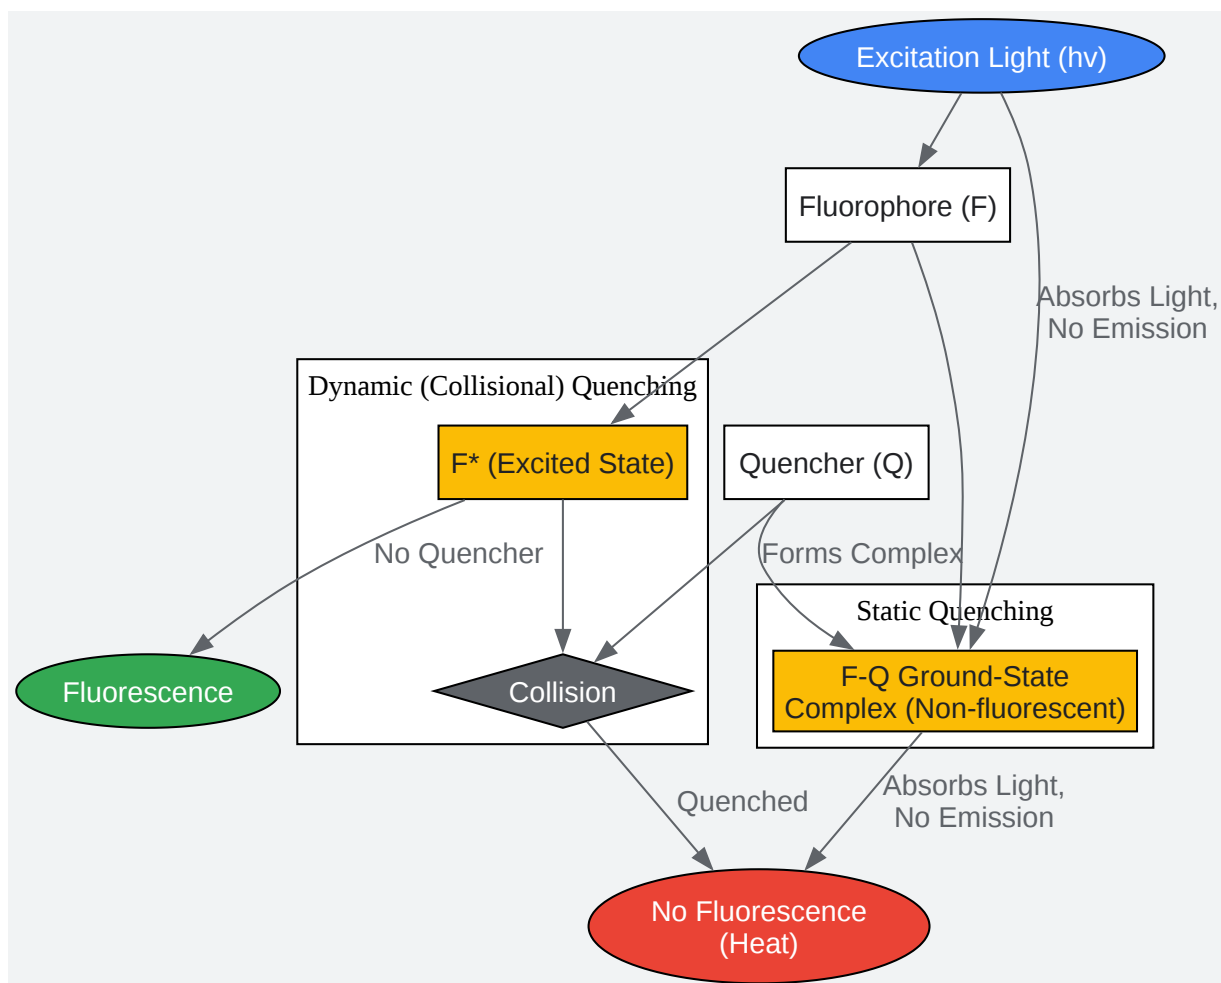 Excitation Light (hv)
Fluorophore (F)
Absorbs Light,
No Emission
Dynamic (Collisional) Quenching
F* (Excited State)
Quencher (Q)
No Quencher
Forms Complex
Static Quenching
Fluorescence
Collision
F-Q Ground-State
Complex (Non-fluorescent)
Quenched
Absorbs Light,
No Emission
No Fluorescence
(Heat)